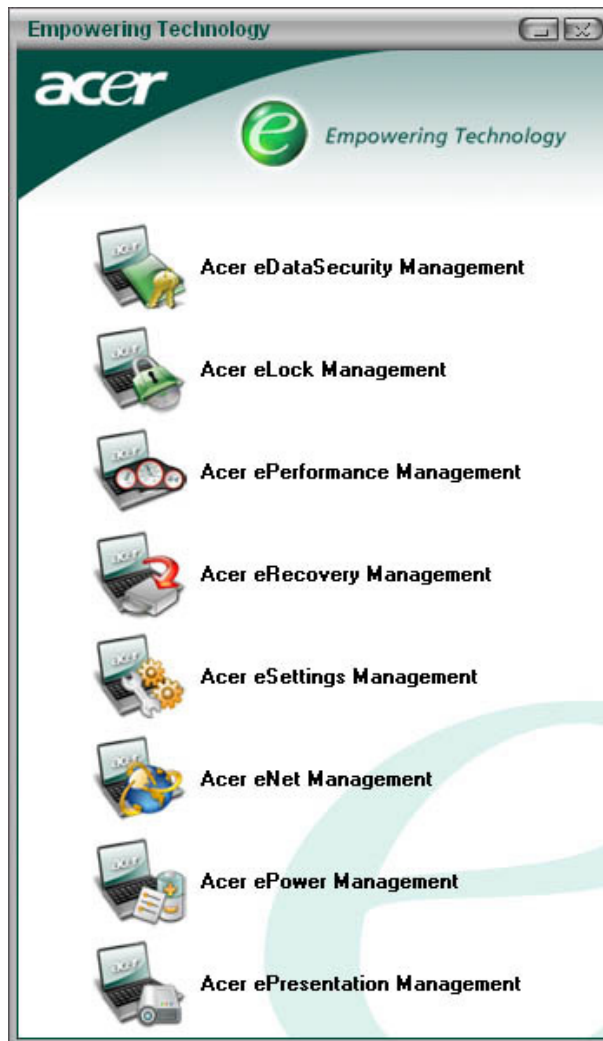 Empowering Technology
acer
e Empowering Technology
Acer eDataSecurity Management
Acer eLock Management
Acer ePerformance Management
Acer eRecovery Management
Acer eSettings Management
Acer eNet Management
Acer ePower Management
Acer ePresentation Management